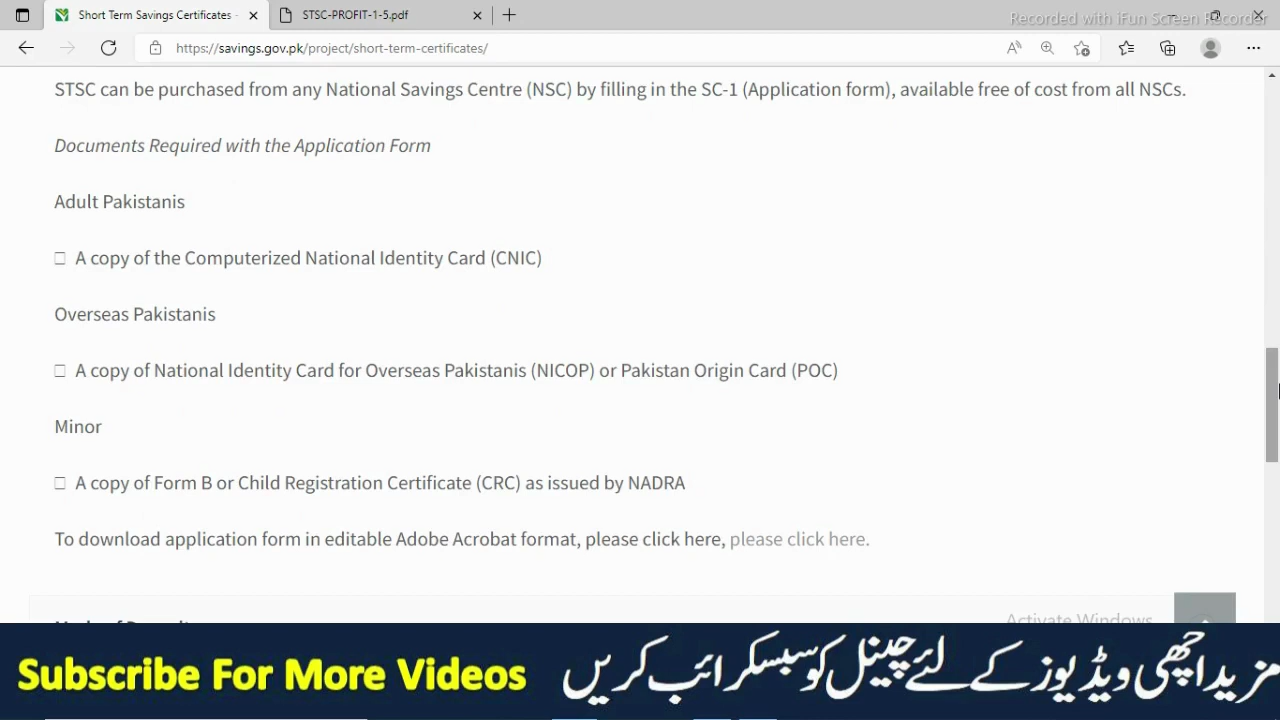 Short Term Savings Certificates -
STSC-PROFIT-1-5.pdf
Recorded with iFun Screen Recorder
https://savings.gov.pk/project/short-term-certificates/
STSC can be purchased from any National Savings Centre (NSC) by filling in the SC-1 (Application form), available free of cost from all NSCs.
Documents Required with the Application Form
Adult Pakistanis
□ A copy of the Computerized National Identity Card (CNIC)
Overseas Pakistanis
□ A copy of National Identity Card for Overseas Pakistanis (NICOP) or Pakistan Origin Card (POC)
Minor
□ A copy of Form B or Child Registration Certificate (CRC) as issued by NADRA
To download application form in editable Adobe Acrobat format, please click here, please click here.
Activate Windows
Subscribe For More Videos
مزید اچھی ویڈیوز کے لئے چینل کو سبسکرائب کریں